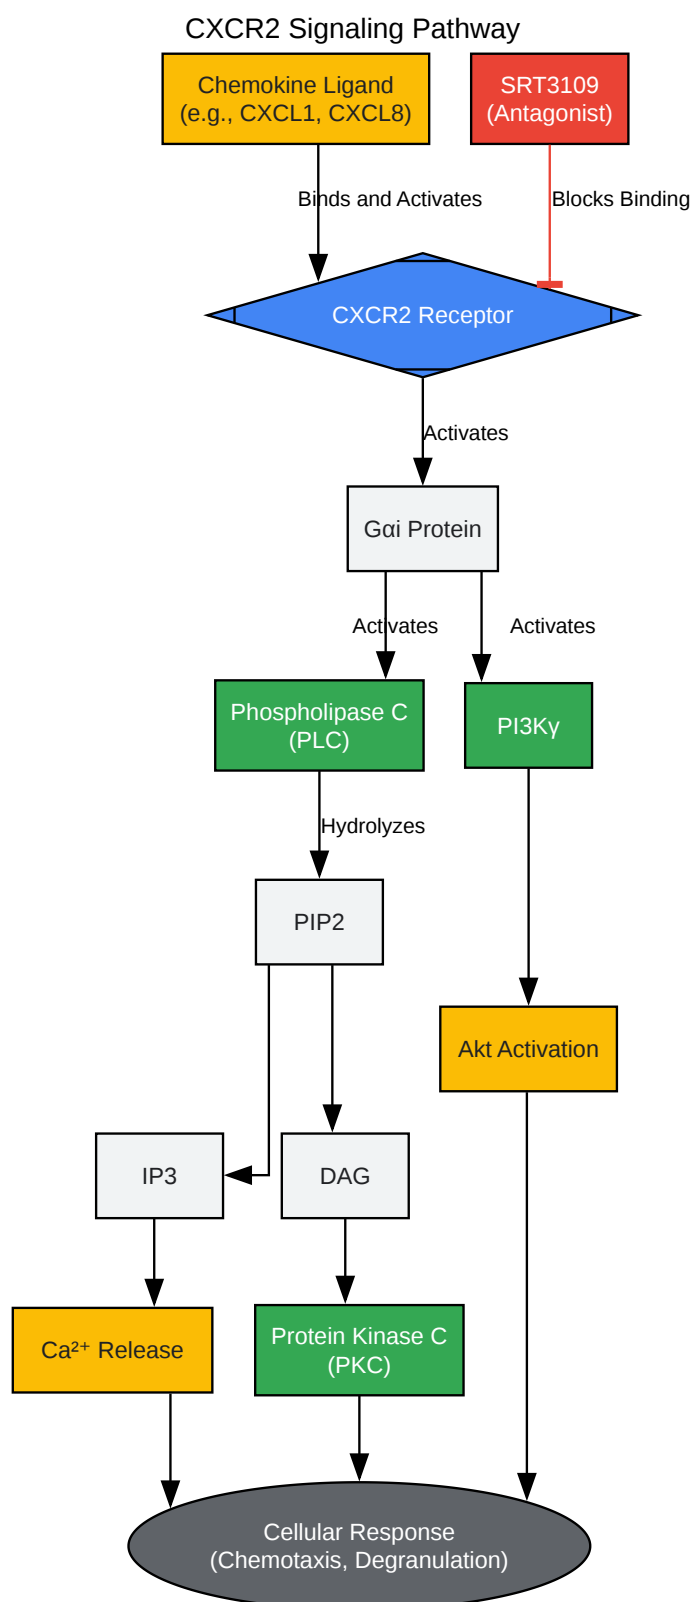 CXCR2 Signaling Pathway
Chemokine Ligand
(e.g., CXCL1, CXCL8)
SRT3109
(Antagonist)
Binds and Activates
Blocks Binding
CXCR2 Receptor
Activates
Gαi Protein
Activates
Activates
Phospholipase C
(PLC)
PI3Kγ
Hydrolyzes
PIP2
Akt Activation
IP3
DAG
Ca²⁺ Release
Protein Kinase C
(PKC)
Cellular Response
(Chemotaxis, Degranulation)